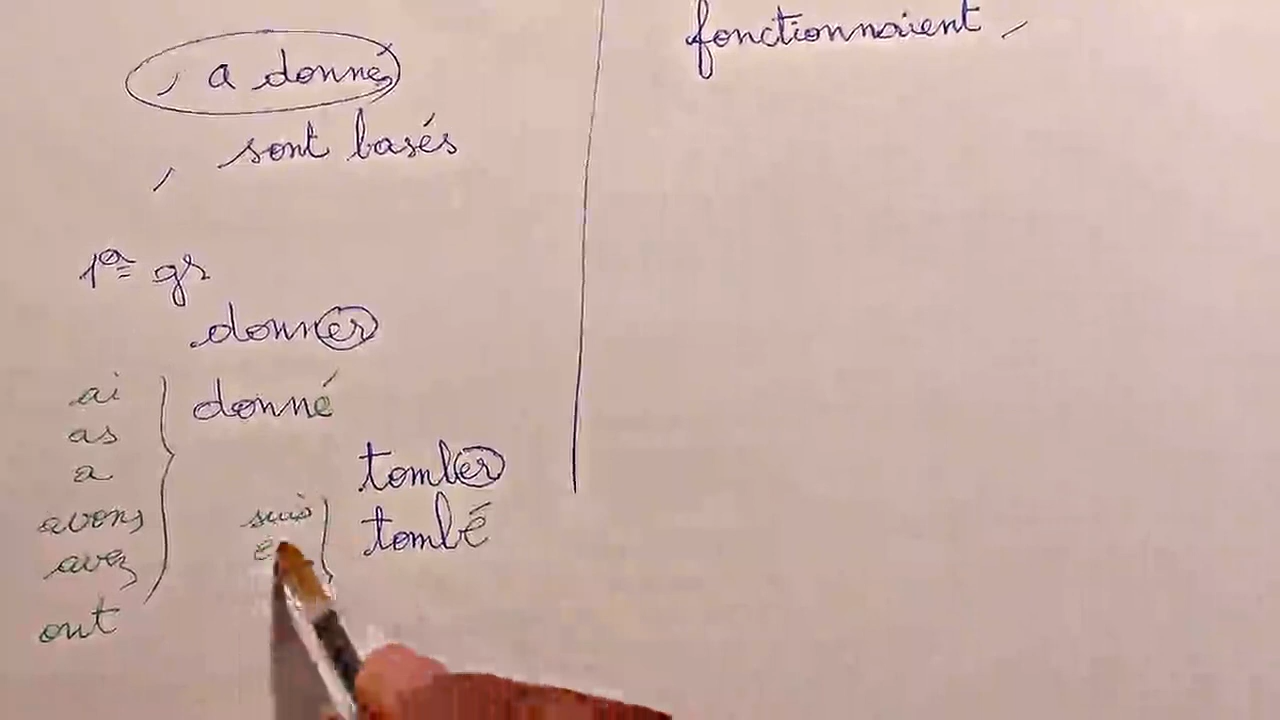 , a donné
, sont basés
1er gr
donner
ai
as
a
avons
avez
ont
donné
tomber
suis
tombé
fonctionnaient ,